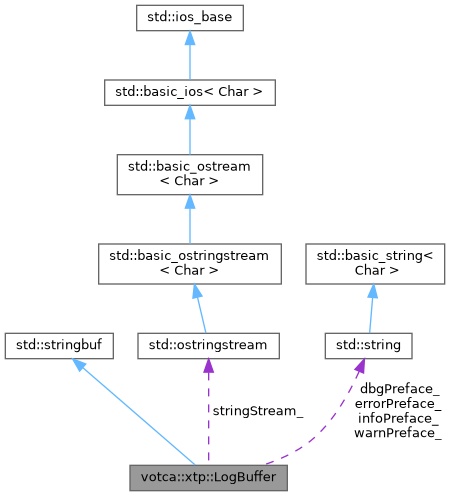 std::ios_base
std::basic_ios< Char >
std::basic_ostream
< Char >
std::basic_ostringstream
< Char >
std::basic_string<
Char >
std::stringbuf
std::ostringstream
std::string
stringStream_
dbgPreface_
errorPreface_
infoPreface_
warnPreface_
votca::xtp::LogBuffer